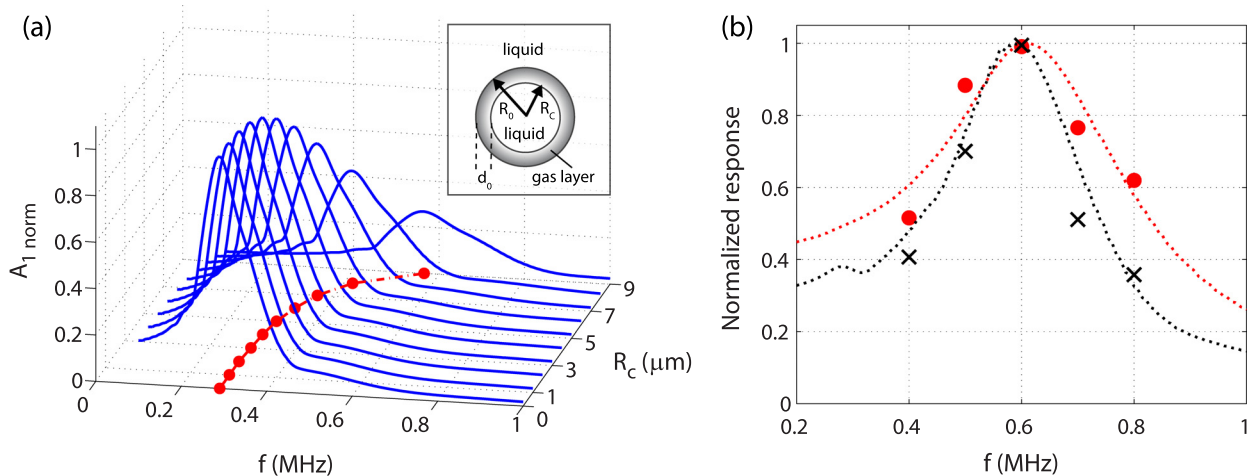 (a)
liquid
R0
RC
liquid
d0
gas layer
A1 norm
1
0.8
0.6
0.4
0.2
0
0
0.2
0.4
0.6
0.8
1
f (MHz)
0
1
3
5
7
9
Rc (μm)
(b)
Normalized response
1
0.8
0.6
0.4
0.2
0
0.2
0.4
0.6
0.8
1
f (MHz)